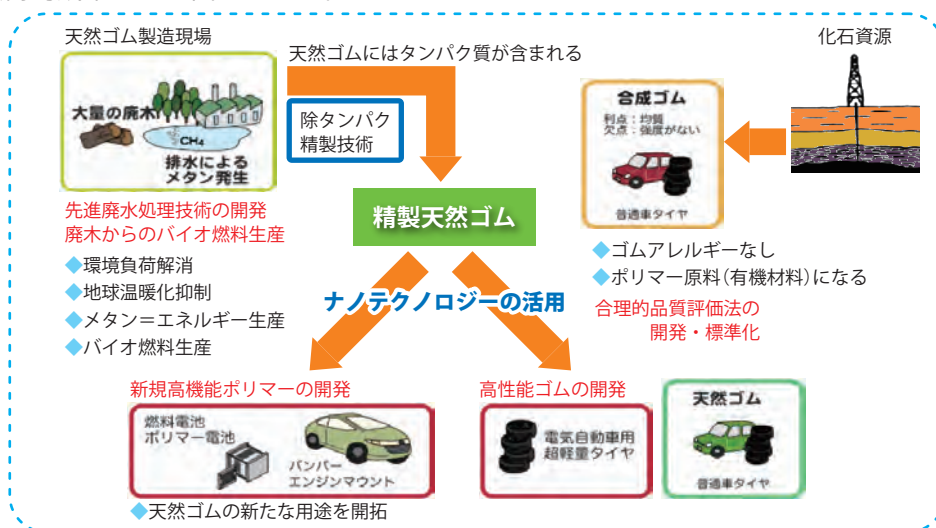 天然ゴム製造現場
大量の廃木
CH₄
排水による
メタン発生
天然ゴムにはタンパク質が含まれる
除タンパク
精製技術
化石資源
合成ゴム
利点：均質
欠点：強度がない
普通車タイヤ
先進廃水処理技術の開発
廃木からのバイオ燃料生産
◆環境負荷解消
◆地球温暖化抑制
◆メタン＝エネルギー生産
◆バイオ燃料生産
精製天然ゴム
◆ゴムアレルギーなし
◆ポリマー原料（有機材料）になる
合理的品質評価法の
開発・標準化
ナノテクノロジーの活用
新規高機能ポリマーの開発
燃料電池
ポリマー電池
バンパー
エンジンマウント
◆天然ゴムの新たな用途を開拓
高性能ゴムの開発
電気自動車用
超軽量タイヤ
天然ゴム
普通車タイヤ